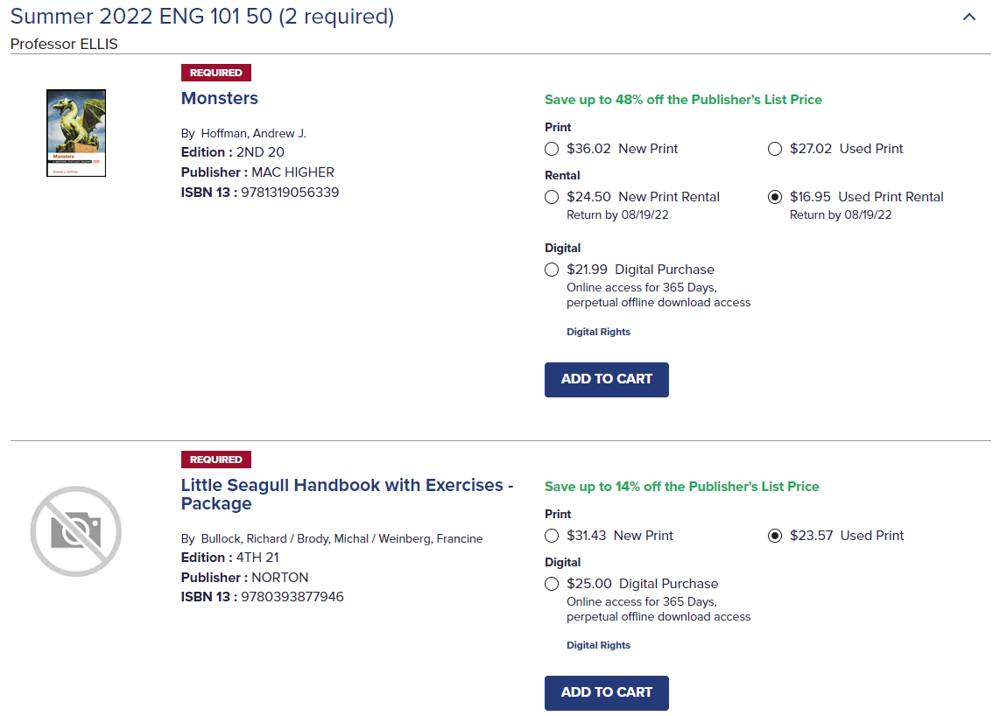 Summer 2022 ENG 101 50 (2 required)
Professor ELLIS
REQUIRED
Monsters
By Hoffman, Andrew J.
Edition : 2ND 20
Publisher : MAC HIGHER
ISBN 13 : 9781319056339
Save up to 48% off the Publisher's List Price
Print
$36.02 New Print
$27.02 Used Print
Rental
$24.50 New Print Rental
Return by 08/19/22
$16.95 Used Print Rental
Return by 08/19/22
Digital
$21.99 Digital Purchase
Online access for 365 Days,
perpetual offline download access
Digital Rights
ADD TO CART
Monsters
REQUIRED
Little Seagull Handbook with Exercises -
Package
By Bullock, Richard / Brody, Michal / Weinberg, Francine
Edition : 4TH 21
Publisher : NORTON
ISBN 13 : 9780393877946
Save up to 14% off the Publisher's List Price
Print
$31.43 New Print
$23.57 Used Print
Digital
$25.00 Digital Purchase
Online access for 365 Days,
perpetual offline download access
Digital Rights
ADD TO CART